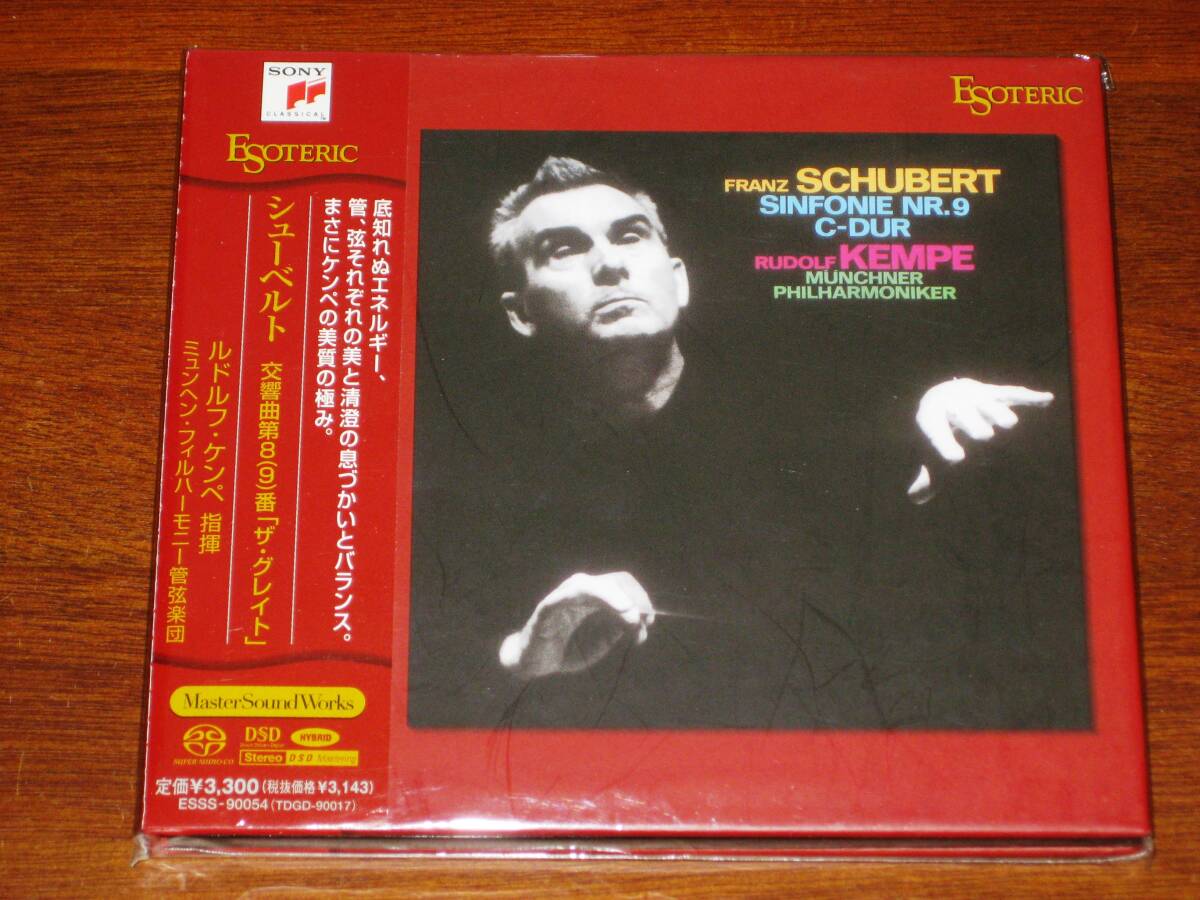 SONY
CLASSICAL
ESOTERIC
底知れぬエネルギー、
管、弦それぞれの美と清澄の息づかいとバランス。
まさにケンペの美質の極み。
シューベルト
交響曲第8(9)番「ザ・グレイト」
ルドルフ・ケンペ 指揮
ミュンヘン・フィルハーモニー管弦楽団
MasterSoundWorks
SUPER AUDIO CD
DSD
Direct Stream Digital
HYBRID
Stereo DSD Mastering
定価¥3,300(税抜価格¥3,143)
ESSS-90054(TDGD-90017)
ESOTERIC
FRANZ SCHUBERT
SINFONIE NR.9
C-DUR
RUDOLF KEMPE
MÜNCHNER
PHILHARMONIKER